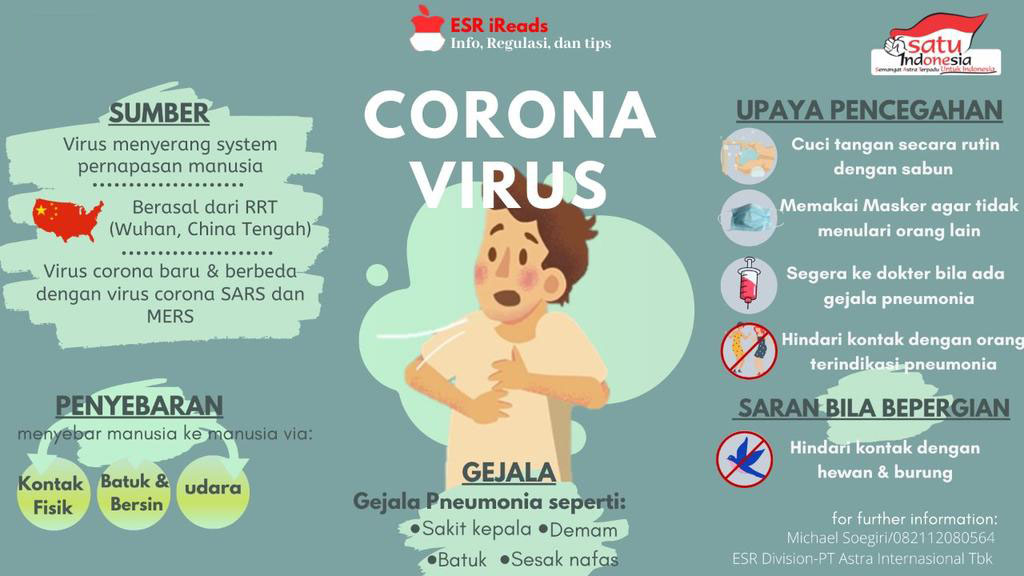 ESR iReads
Info, Regulasi, dan tips
satu
Indonesia
Semangat Astra Terpadu Untuk Indonesia
CORONA
VIRUS
SUMBER
Virus menyerang system
pernapasan manusia
Berasal dari RRT
(Wuhan, China Tengah)
Virus corona baru & berbeda
dengan virus corona SARS dan
MERS
PENYEBARAN
menyebar manusia ke manusia via:
Kontak
Fisik
Batuk &
Bersin
udara
GEJALA
Gejala Pneumonia seperti:
•Sakit kepala •Demam
•Batuk •Sesak nafas
UPAYA PENCEGAHAN
Cuci tangan secara rutin
dengan sabun
Memakai Masker agar tidak
menulari orang lain
Segera ke dokter bila ada
gejala pneumonia
Hindari kontak dengan orang
terindikasi pneumonia
SARAN BILA BEPERGIAN
Hindari kontak dengan
hewan & burung
for further information:
Michael Soegiri/082112080564
ESR Division-PT Astra Internasional Tbk